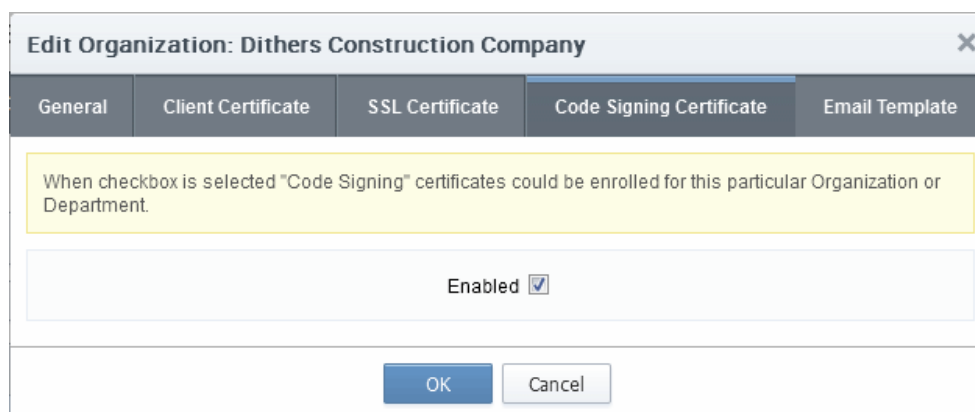 Edit Organization: Dithers Construction Company
General Client Certificate SSL Certificate Code Signing Certificate Email Template
When checkbox is selected "Code Signing" certificates could be enrolled for this particular Organization or
Department.
Enabled
OK Cancel